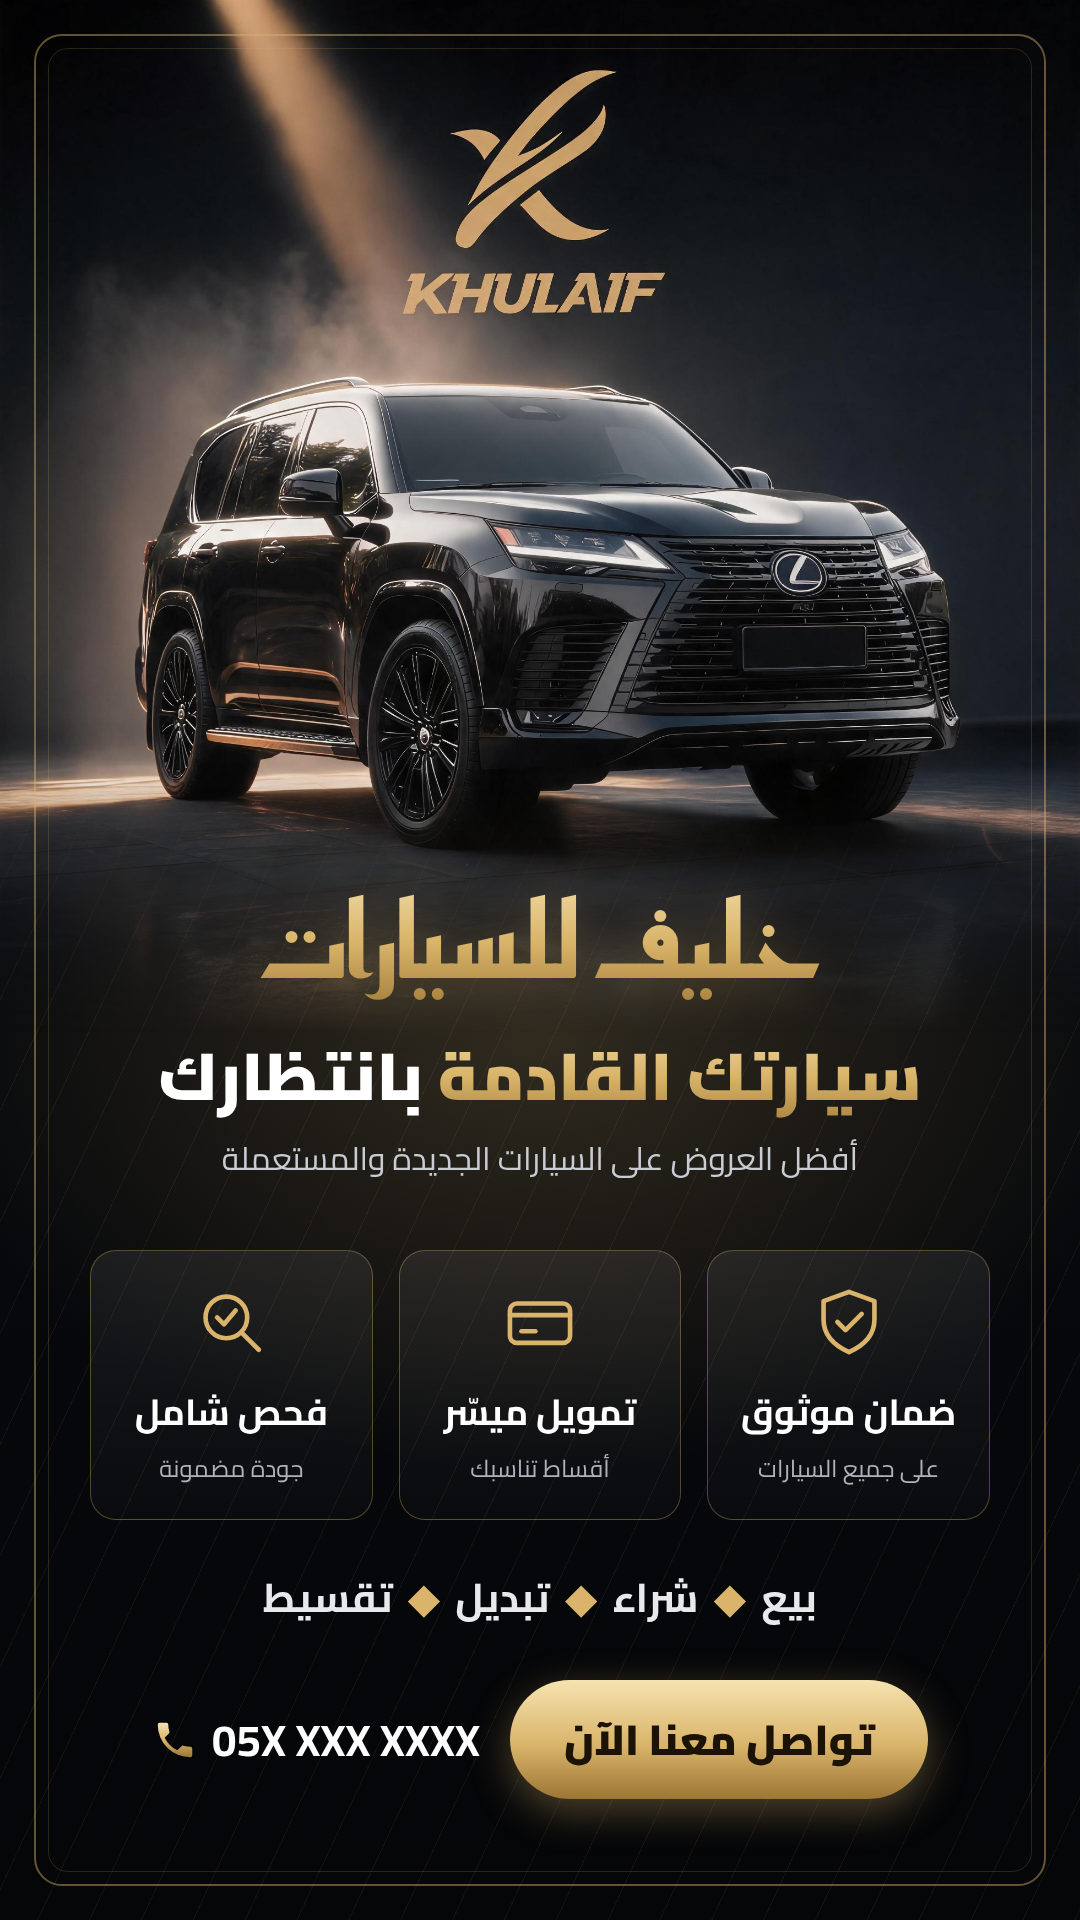 KHULAIF
خليف للسيارات
سيارتك القادمة بانتظارك
أفضل العروض على السيارات الجديدة والمستعملة
ضمان موثوق
على جميع السيارات
تمويل ميسّر
أقساط تناسبك
فحص شامل
جودة مضمونة
بيع ◆ شراء ◆ تبديل ◆ تقسيط
تواصل معنا الآن
05X XXX XXXX